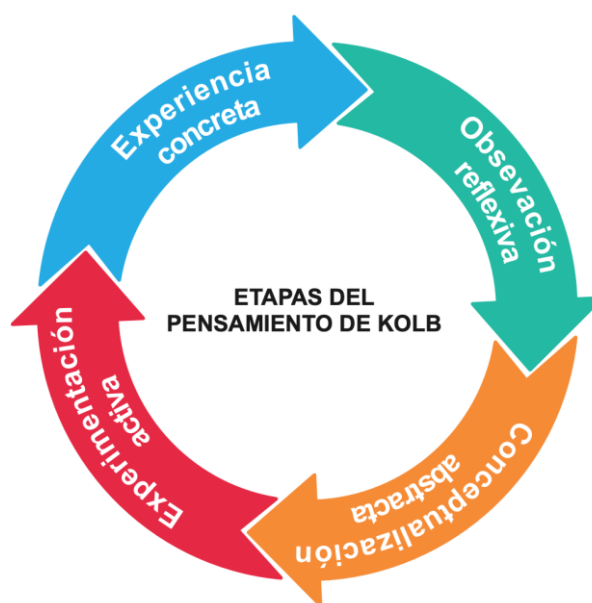 Experiencia
concreta
Obsevación
reflexiva
ETAPAS DEL
PENSAMIENTO DE KOLB
Conceptualización
abstracta
Experimentación
activa